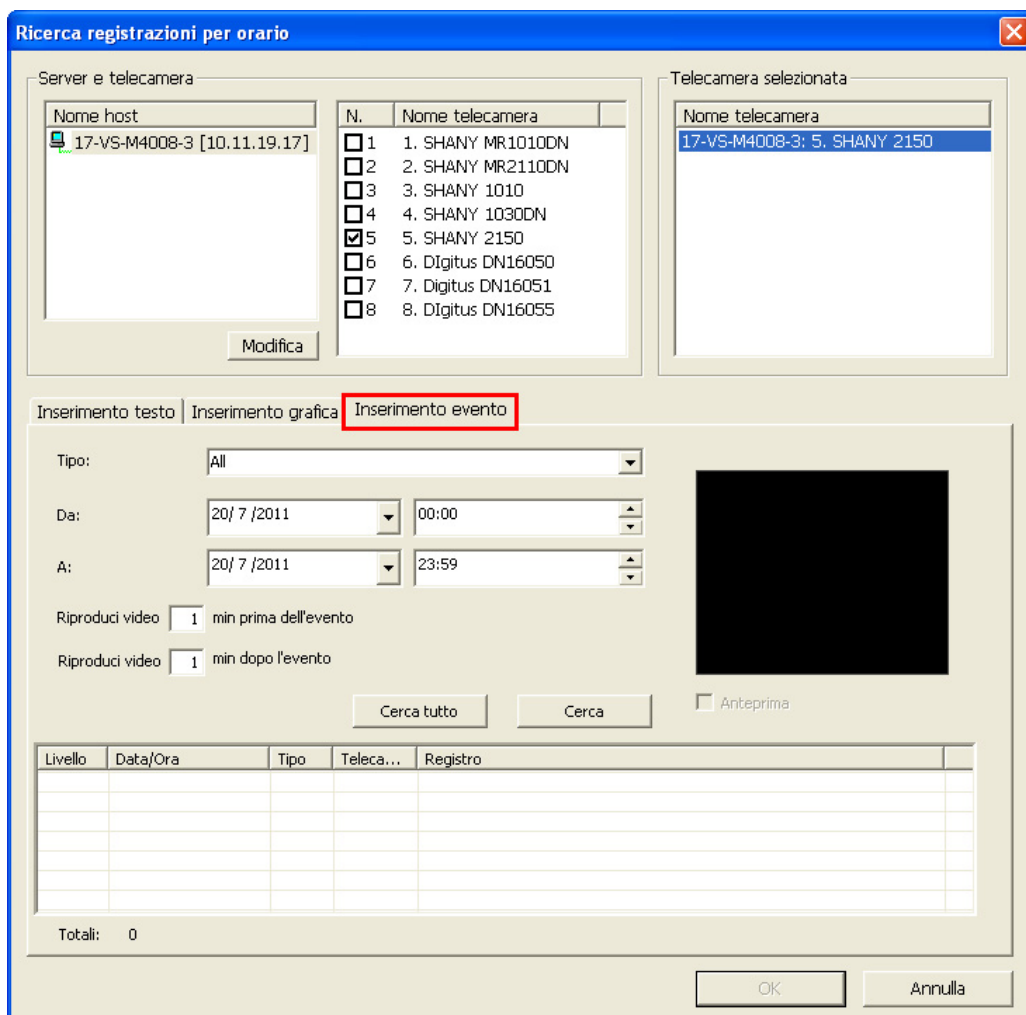 Ricerca registrazioni per orario
Server e telecamera
Nome host
17-VS-M4008-3 [10.11.19.17]
Modifica
N. Nome telecamera
1 1. SHANY MR1010DN
2 2. SHANY MR2110DN
3 3. SHANY 1010
4 4. SHANY 1030DN
5 5. SHANY 2150
6 6. DIgitus DN16050
7 7. Digitus DN16051
8 8. DIgitus DN16055
Telecamera selezionata
Nome telecamera
17-VS-M4008-3: 5. SHANY 2150
Inserimento testo Inserimento grafica Inserimento evento
Tipo: All
Da: 20/ 7 /2011 00:00
A: 20/ 7 /2011 23:59
Riproduci video 1 min prima dell'evento
Riproduci video 1 min dopo l'evento
Cerca tutto Cerca Anteprima
Livello Data/Ora Tipo Teleca... Registro
Totali: 0
OK Annulla